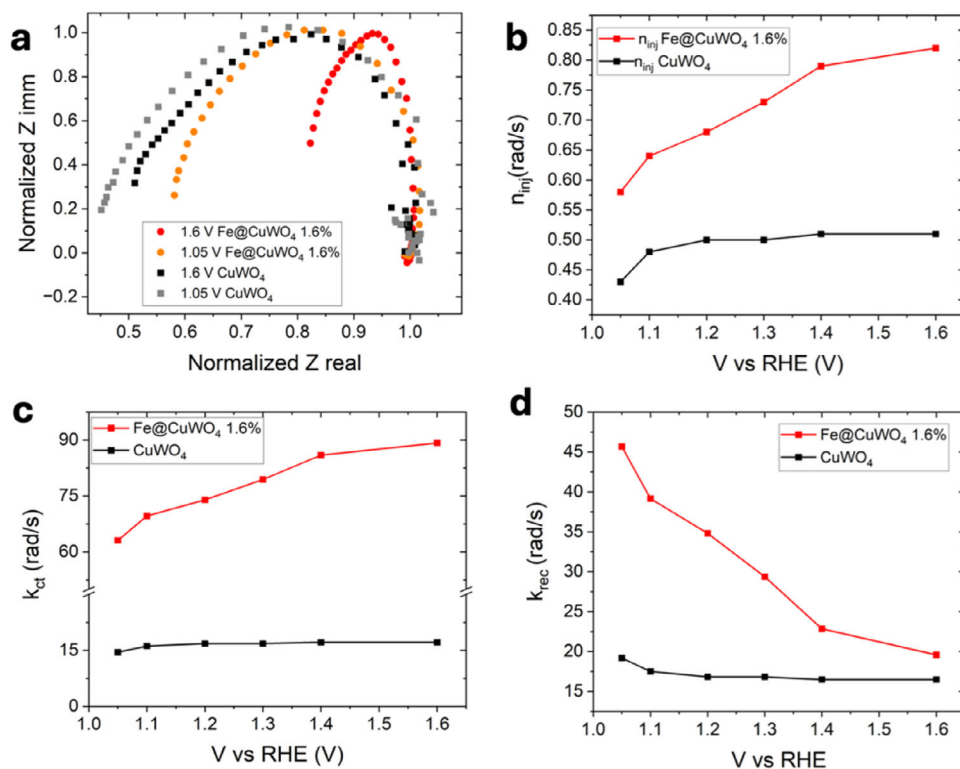 a
Normalized Z imm
1.0
0.8
0.6
0.4
0.2
0.0
−0.2
1.6 V Fe@CuWO4 1.6%
1.05 V Fe@CuWO4 1.6%
1.6 V CuWO4
1.05 V CuWO4
0.5 0.6 0.7 0.8 0.9 1.0
Normalized Z real
b
ninj(rad/s)
0.85
0.80
0.75
0.70
0.65
0.60
0.55
0.50
0.45
0.40
ninj Fe@CuWO4 1.6%
ninj CuWO4
1.0 1.1 1.2 1.3 1.4 1.5 1.6
V vs RHE (V)
c
kct (rad/s)
90
75
60
15
0
Fe@CuWO4 1.6%
CuWO4
1.0 1.1 1.2 1.3 1.4 1.5 1.6
V vs RHE (V)
d
krec (rad/s)
50
45
40
35
30
25
20
15
Fe@CuWO4 1.6%
CuWO4
1.0 1.1 1.2 1.3 1.4 1.5 1.6
V vs RHE